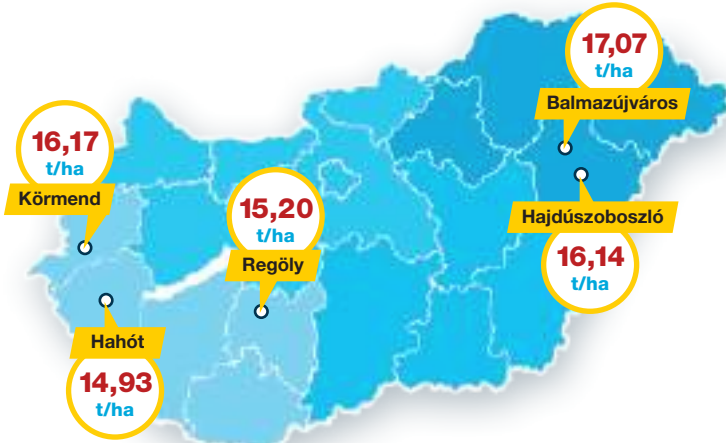 17,07
t/ha
Balmazújváros
16,17
t/ha
Körmend
15,20
t/ha
Regöly
Hajdúszoboszló
16,14
t/ha
Hahót
14,93
t/ha